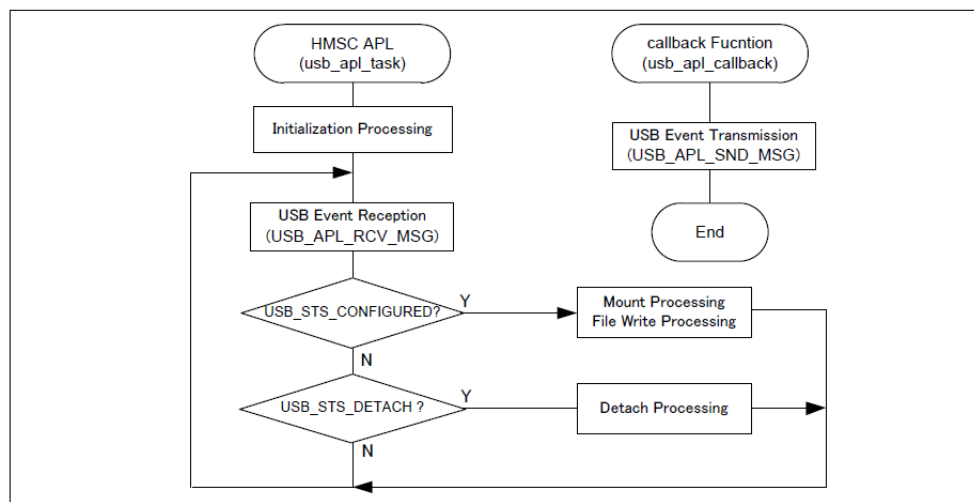 HMSC APL
(usb_apl_task)
callback Fucntion
(usb_apl_callback)
Initialization Processing
USB Event Transmission
(USB_APL_SND_MSG)
USB Event Reception
(USB_APL_RCV_MSG)
End
USB_STS_CONFIGURED?
Y
Mount Processing
File Write Processing
N
USB_STS_DETACH ?
Y
Detach Processing
N